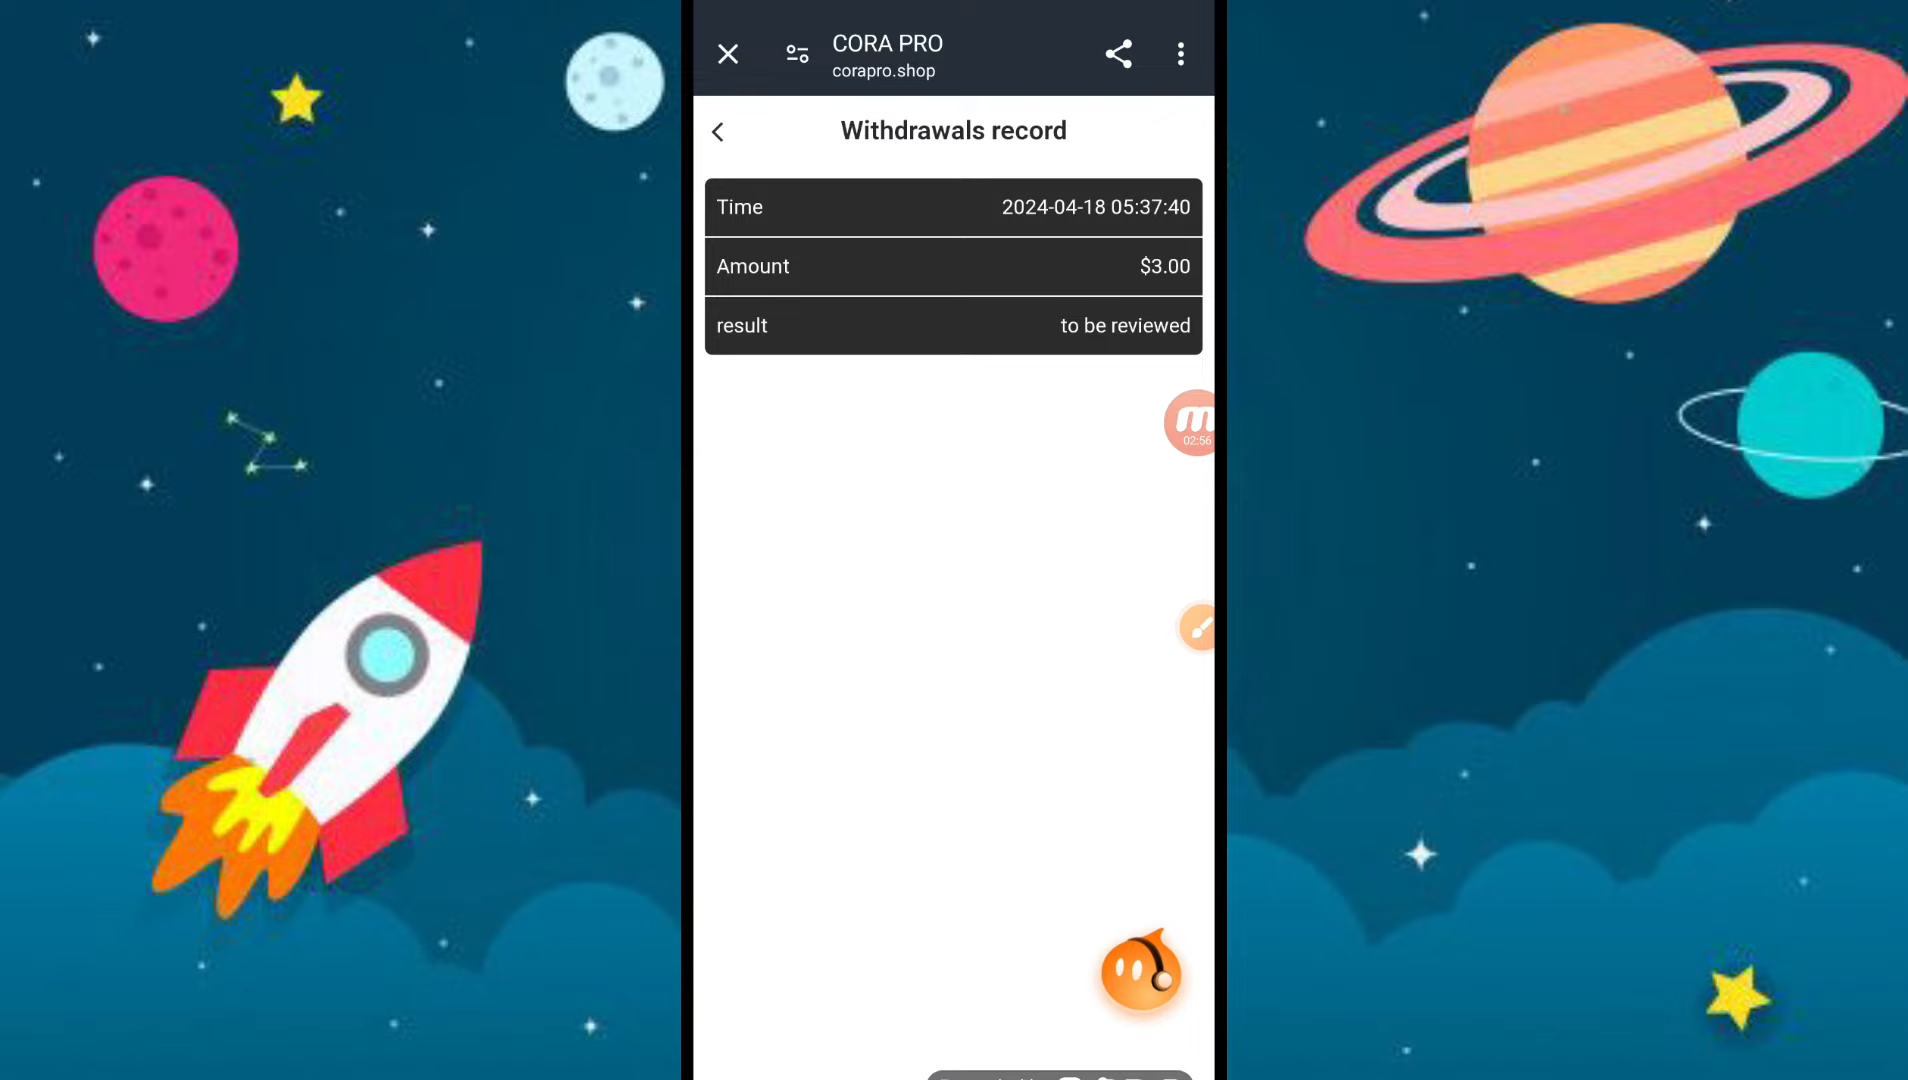 CORA PRO
corapro.shop
Withdrawals record
Time 2024-04-18 05:37:40
Amount $3.00
result to be reviewed
02:56